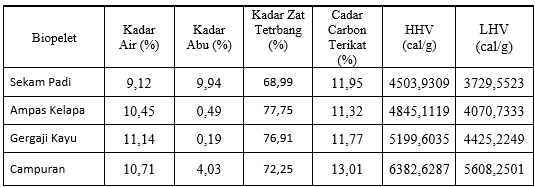 Biopelet Kadar Air (%) Kadar Abu (%) Kadar Zat Tetrbang (%) Cadar Carbon Terikat (%) HHV (cal/g) LHV (cal/g)
Sekam Padi 9,12 9,94 68,99 11,95 4503,9309 3729,5523
Ampas Kelapa 10,45 0,49 77,75 11,32 4845,1119 4070,7333
Gergaji Kayu 11,14 0,19 76,91 11,77 5199,6035 4425,2249
Campuran 10,71 4,03 72,25 13,01 6382,6287 5608,2501